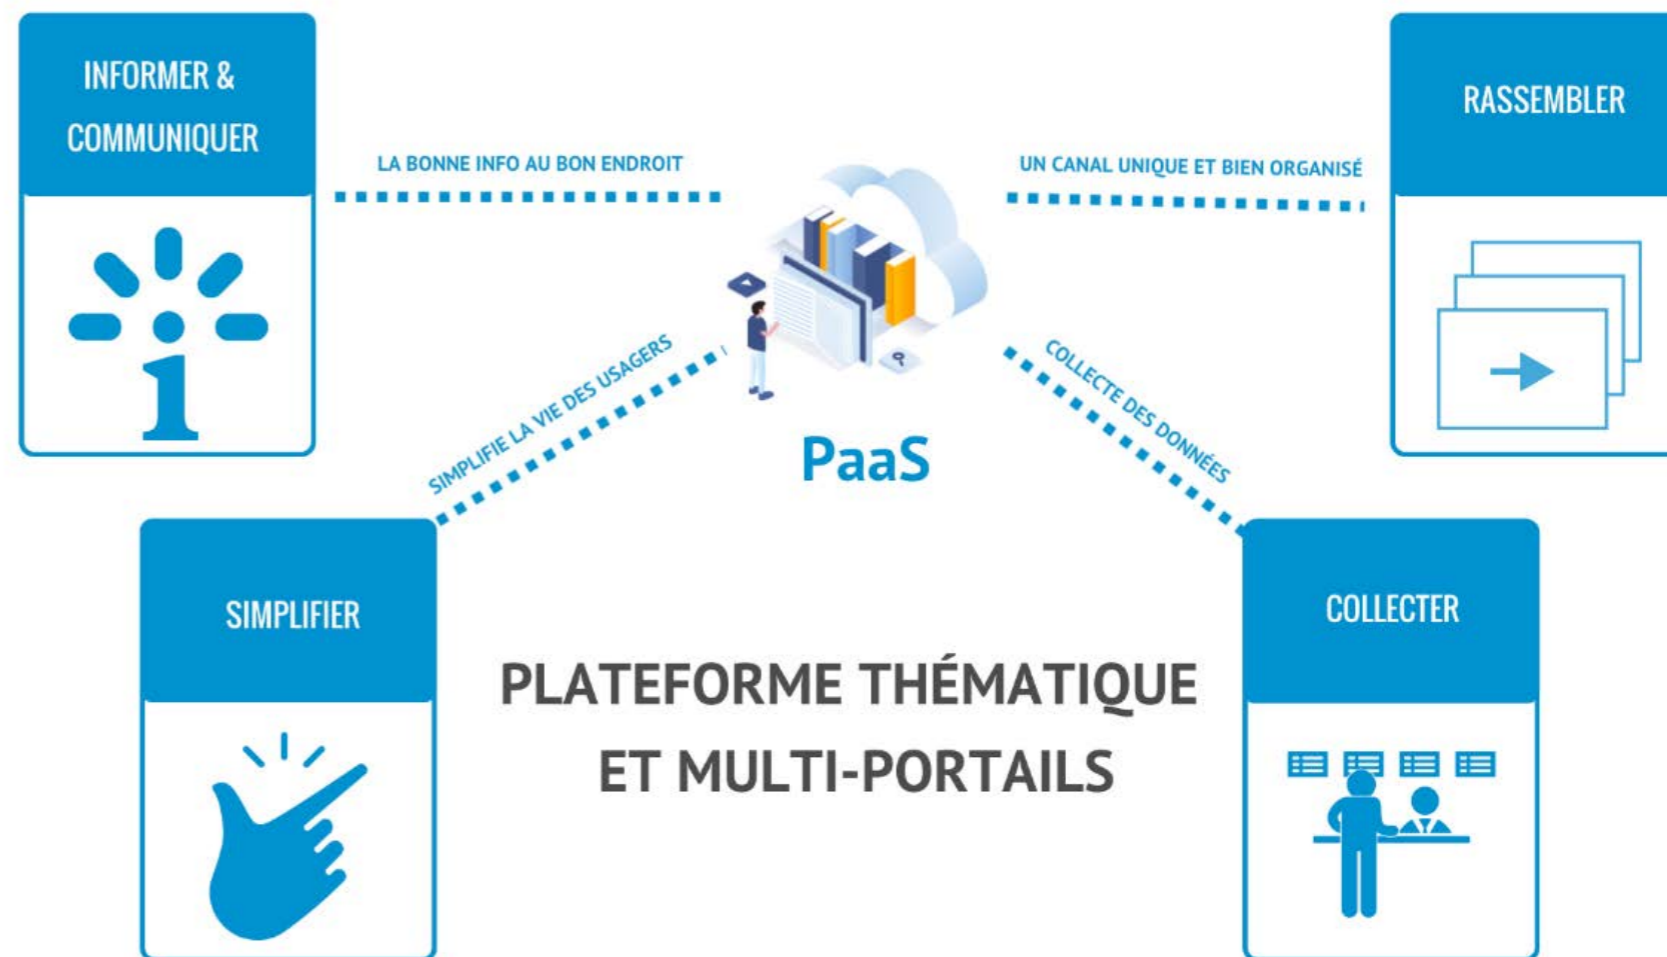 INFORMER &
COMMUNIQUER
LA BONNE INFO AU BON ENDROIT
UN CANAL UNIQUE ET BIEN ORGANISÉ
RASSEMBLER
SIMPLIFIE LA VIE DES USAGERS
COLLECTE DES DONNÉES
PaaS
SIMPLIFIER
COLLECTER
PLATEFORME THÉMATIQUE
ET MULTI-PORTAILS